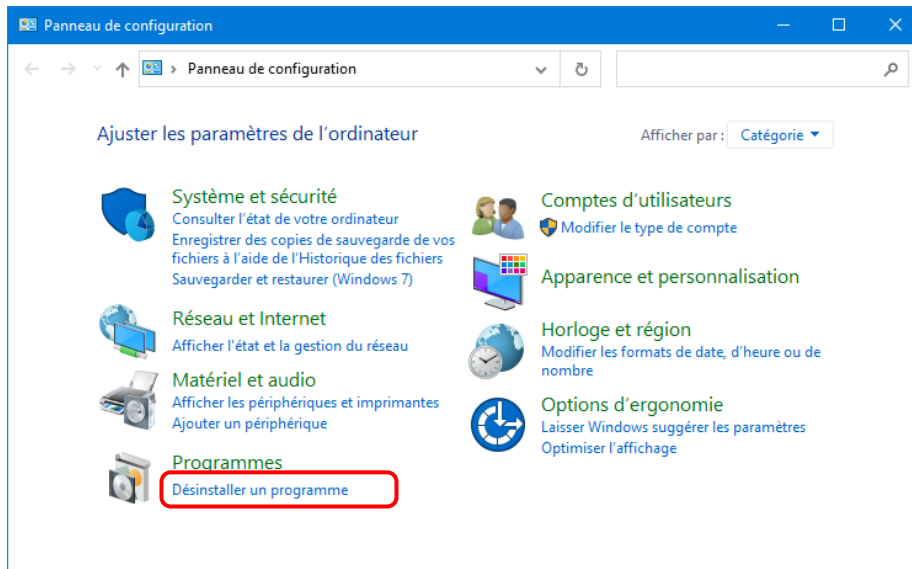 Panneau de configuration
Panneau de configuration
Ajuster les paramètres de l'ordinateur
Afficher par : Catégorie
Système et sécurité
Consulter l'état de votre ordinateur
Enregistrer des copies de sauvegarde de vos
fichiers à l'aide de l'Historique des fichiers
Sauvegarder et restaurer (Windows 7)
Réseau et Internet
Afficher l'état et la gestion du réseau
Matériel et audio
Afficher les périphériques et imprimantes
Ajouter un périphérique
Programmes
Désinstaller un programme
Comptes d'utilisateurs
Modifier le type de compte
Apparence et personnalisation
Horloge et région
Modifier les formats de date, d'heure ou de
nombre
Options d'ergonomie
Laisser Windows suggérer les paramètres
Optimiser l'affichage